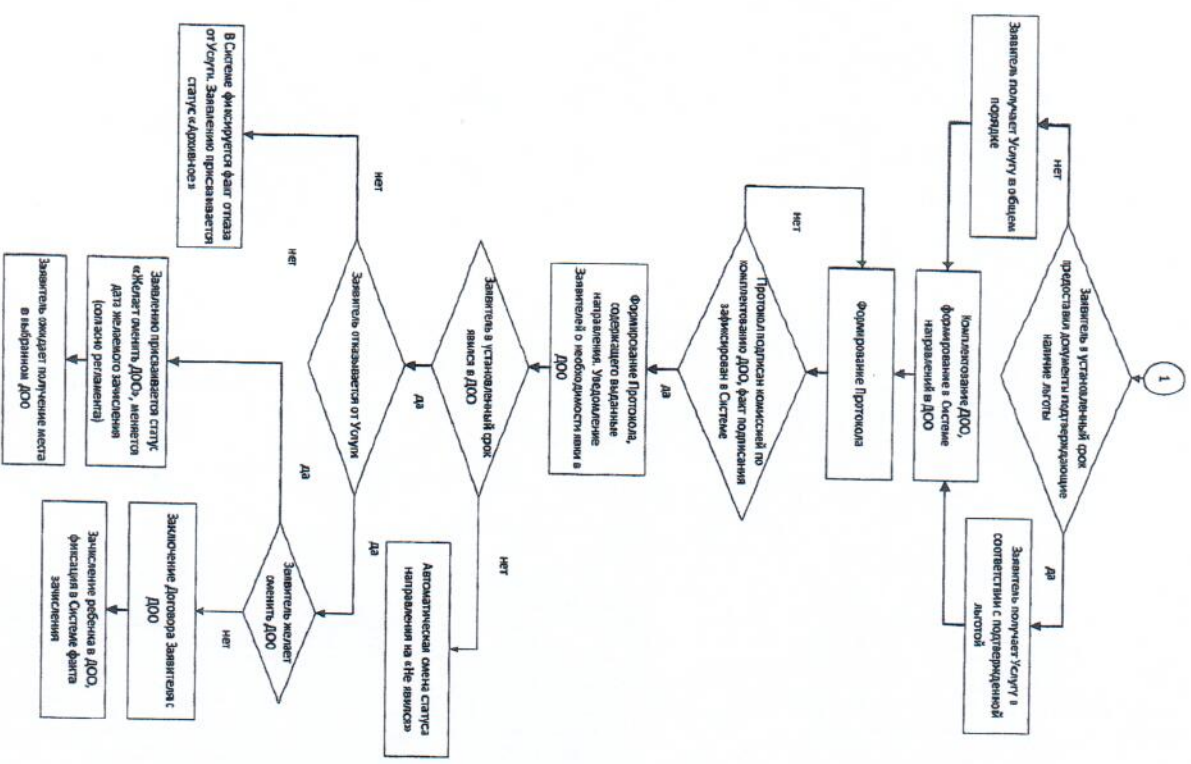 1
Заявитель в установленный срок
предоставил документы подтверждающие
наличие льготы
нет
да
Заявитель получает Услугу в общем
порядке
Заявитель получает Услугу в
соответствии с подтвержденной
льготой
Комплектование ДОО,
формирование в Системе
направлений в ДОО
Формирование Протокола
нет
Протокол подписан комиссией по
комплектованию ДОО, факт подписания
зафиксирован в Системе
да
Формирование Протокола,
содержащего выданные
направления. Уведомление
Заявителей о необходимости явки в
ДОО
Заявитель в установленный срок
явился в ДОО
нет
да
Автоматическая смена статуса
направления на «Не явился»
Заявитель отказывается от Услуги
нет
да
В Системе фиксируется факт отказа
от Услуги. Заявлению присваивается
статус «Архивное»
нет
да
Заявитель желает
сменить ДОО
нет
Заявлению присваивается статус
«Желает сменить ДОО», меняется
дата желаемого зачисления
(согласно регламента)
Заключение Договора Заявителя с
ДОО
Заявитель ожидает получение места
в выбранном ДОО
Зачисление ребенка в ДОО,
фиксация в Системе факта
зачисления